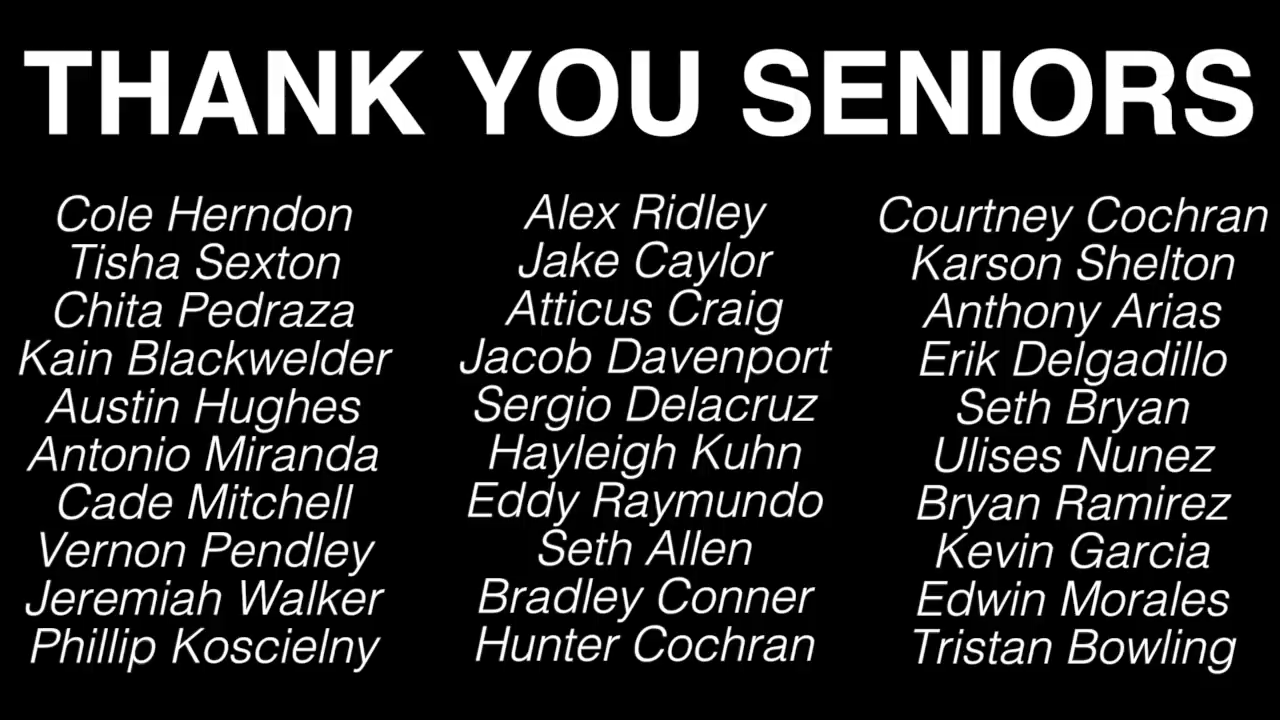 THANK YOU SENIORS
Cole Herndon
Tisha Sexton
Chita Pedraza
Kain Blackwelder
Austin Hughes
Antonio Miranda
Cade Mitchell
Vernon Pendley
Jeremiah Walker
Phillip Koscielny
Alex Ridley
Jake Caylor
Atticus Craig
Jacob Davenport
Sergio Delacruz
Hayleigh Kuhn
Eddy Raymundo
Seth Allen
Bradley Conner
Hunter Cochran
Courtney Cochran
Karson Shelton
Anthony Arias
Erik Delgadillo
Seth Bryan
Ulises Nunez
Bryan Ramirez
Kevin Garcia
Edwin Morales
Tristan Bowling